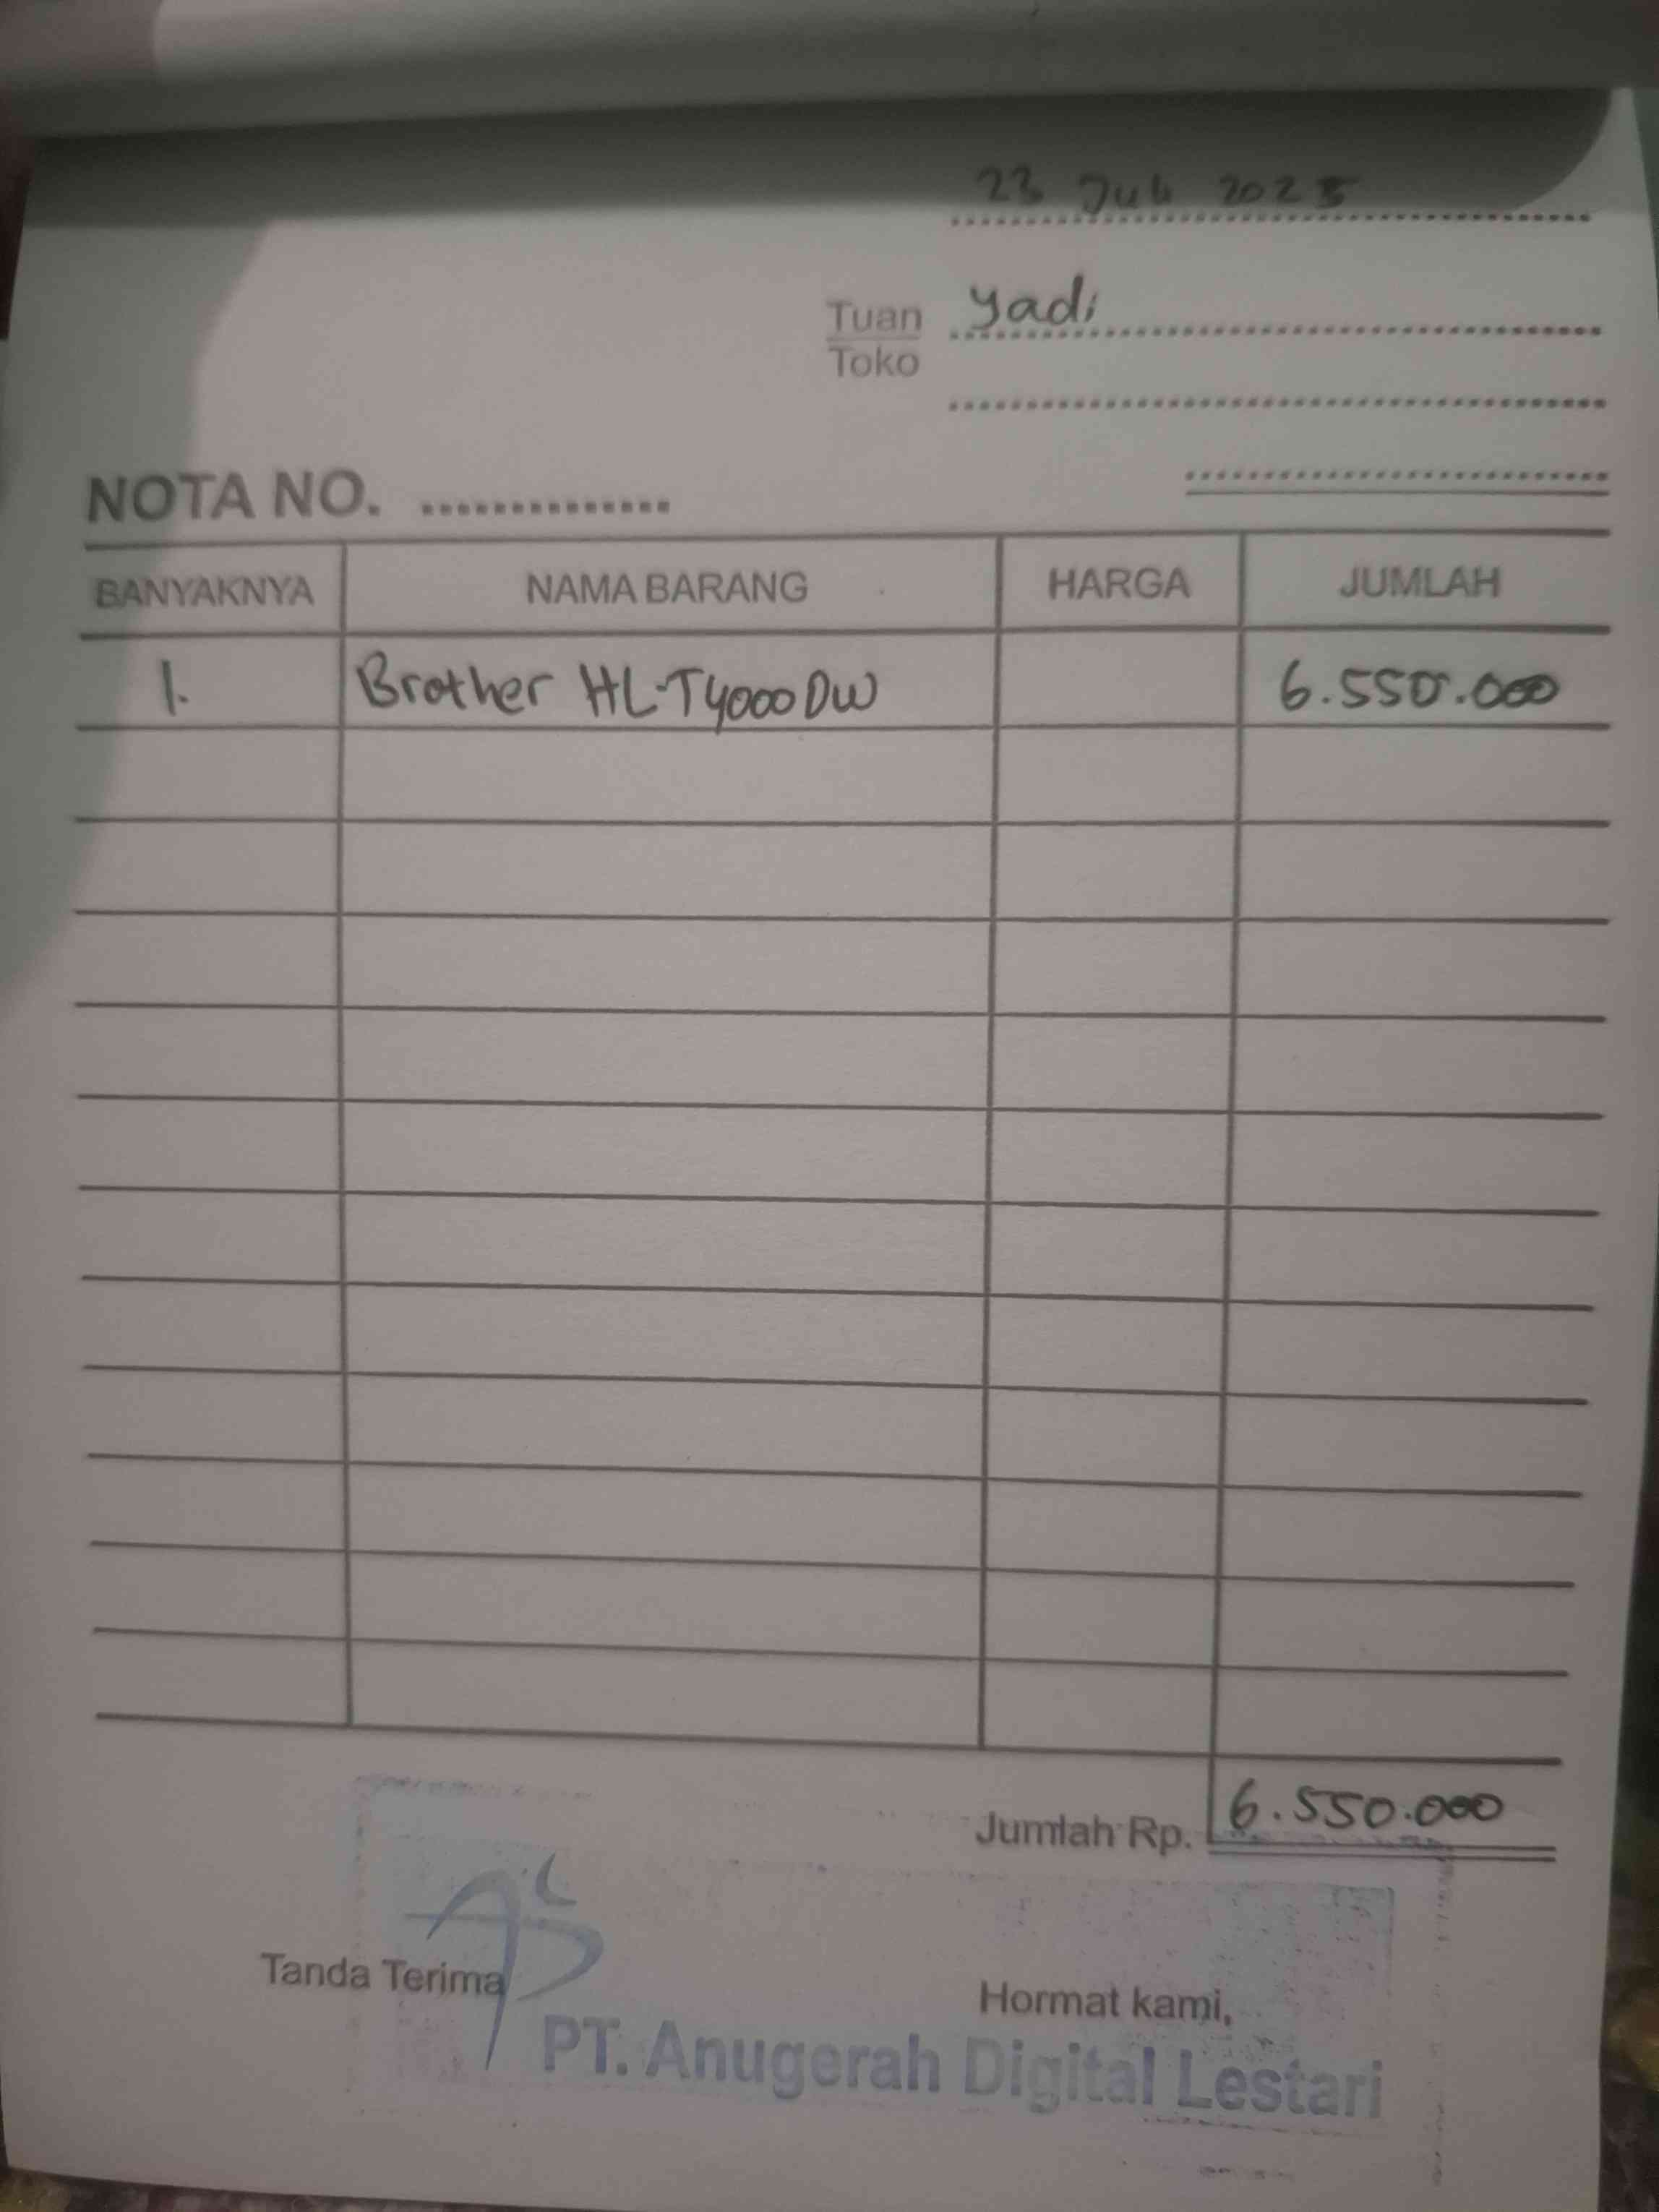 23 Juli 2025
Tuan Yadi
Toko
NOTA NO. ..............
BANYAKNYA NAMA BARANG HARGA JUMLAH
1. Brother HL-T4000DW 6.550.000
Jumlah Rp. 6.550.000
Tanda Terima Hormat kami,
PT. Anugerah Digital Lestari